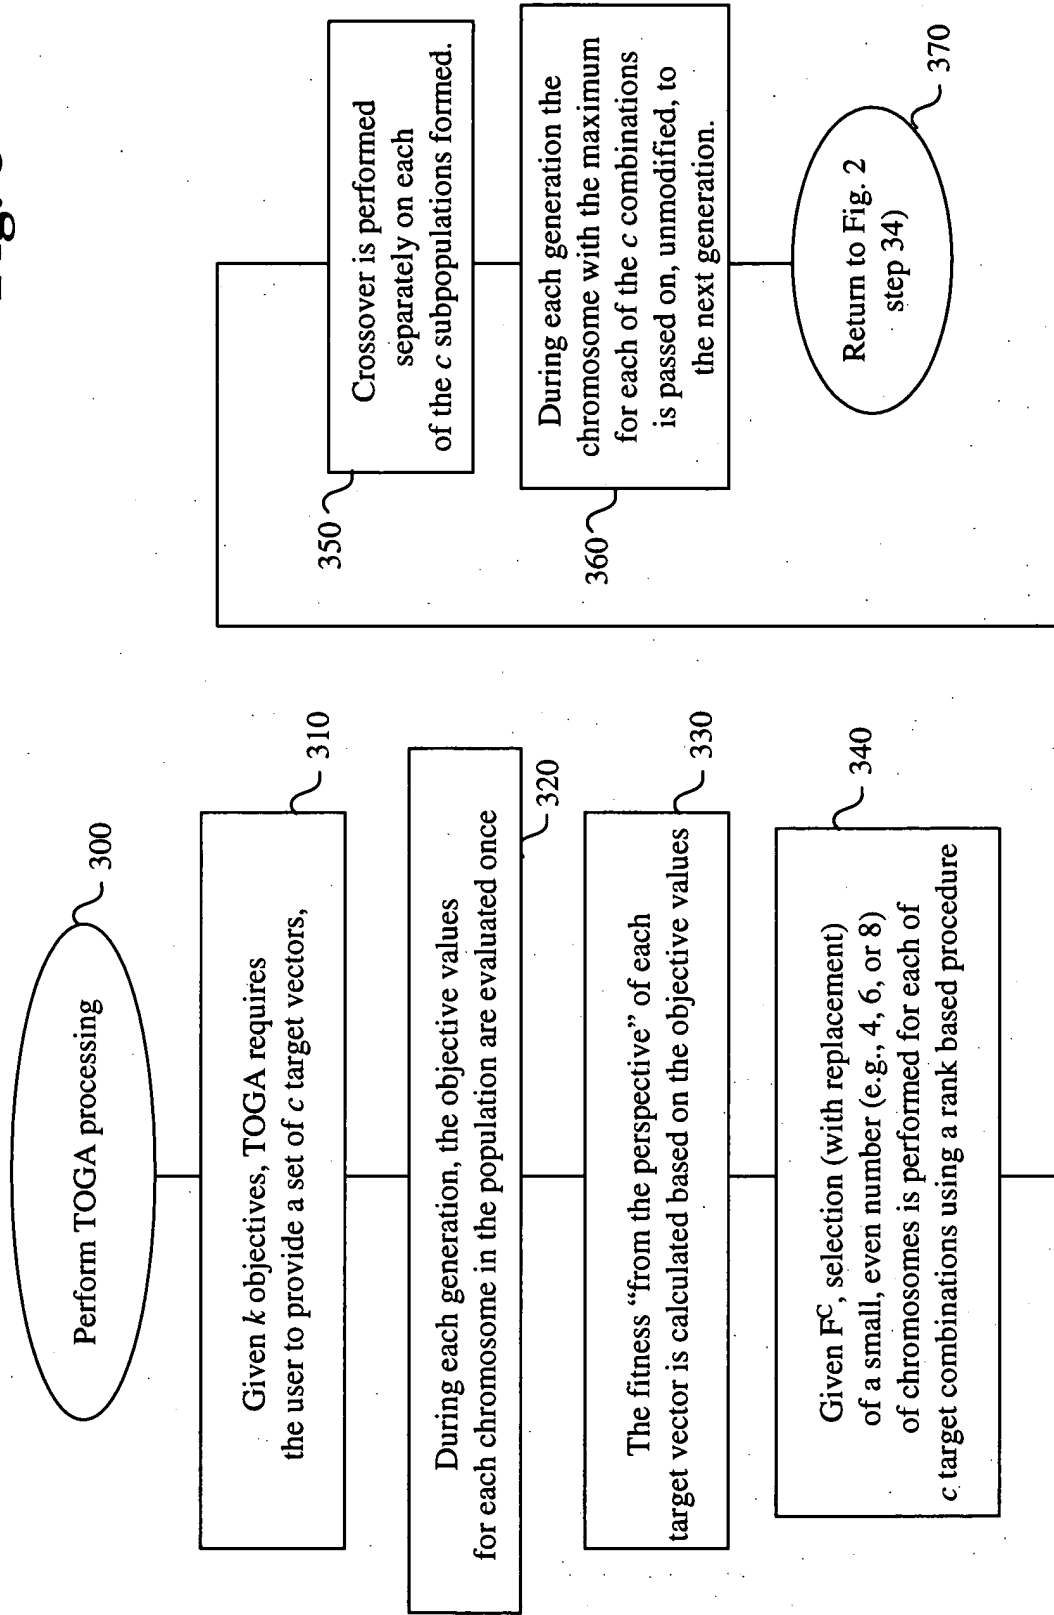 Perform TOGA processing
300
Given k objectives, TOGA requires
the user to provide a set of c target vectors,
310
During each generation, the objective values
for each chromosome in the population are evaluated once
320
The fitness “from the perspective” of each
target vector is calculated based on the objective values
330
Given F^C, selection (with replacement)
of a small, even number (e.g., 4, 6, or 8)
of chromosomes is performed for each of
c target combinations using a rank based procedure
340
Crossover is performed
separately on each
of the c subpopulations formed.
350
During each generation the
chromosome with the maximum
for each of the c combinations
is passed on, unmodified, to
the next generation.
360
Return to Fig. 2
step 34)
370